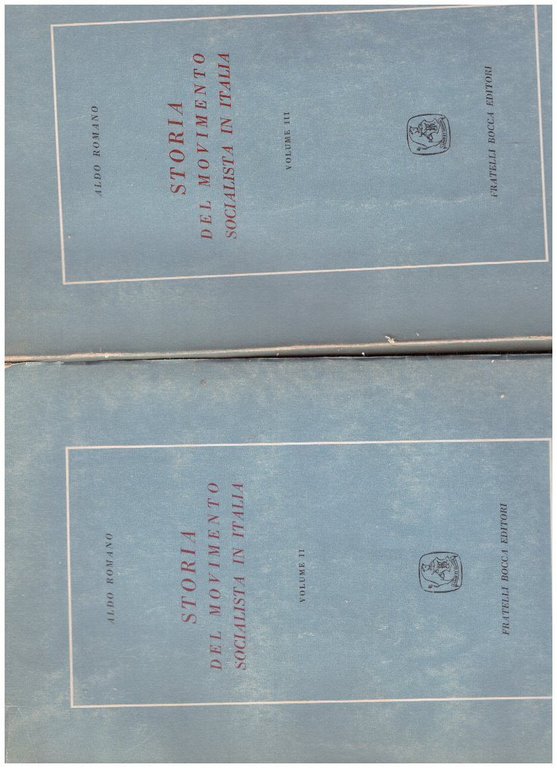 ALDO ROMANO
STORIA
DEL MOVIMENTO
SOCIALISTA IN ITALIA
VOLUME III
FRATELLI BOCCA EDITORI
ALDO ROMANO
STORIA
DEL MOVIMENTO
SOCIALISTA IN ITALIA
VOLUME II
FRATELLI BOCCA EDITORI